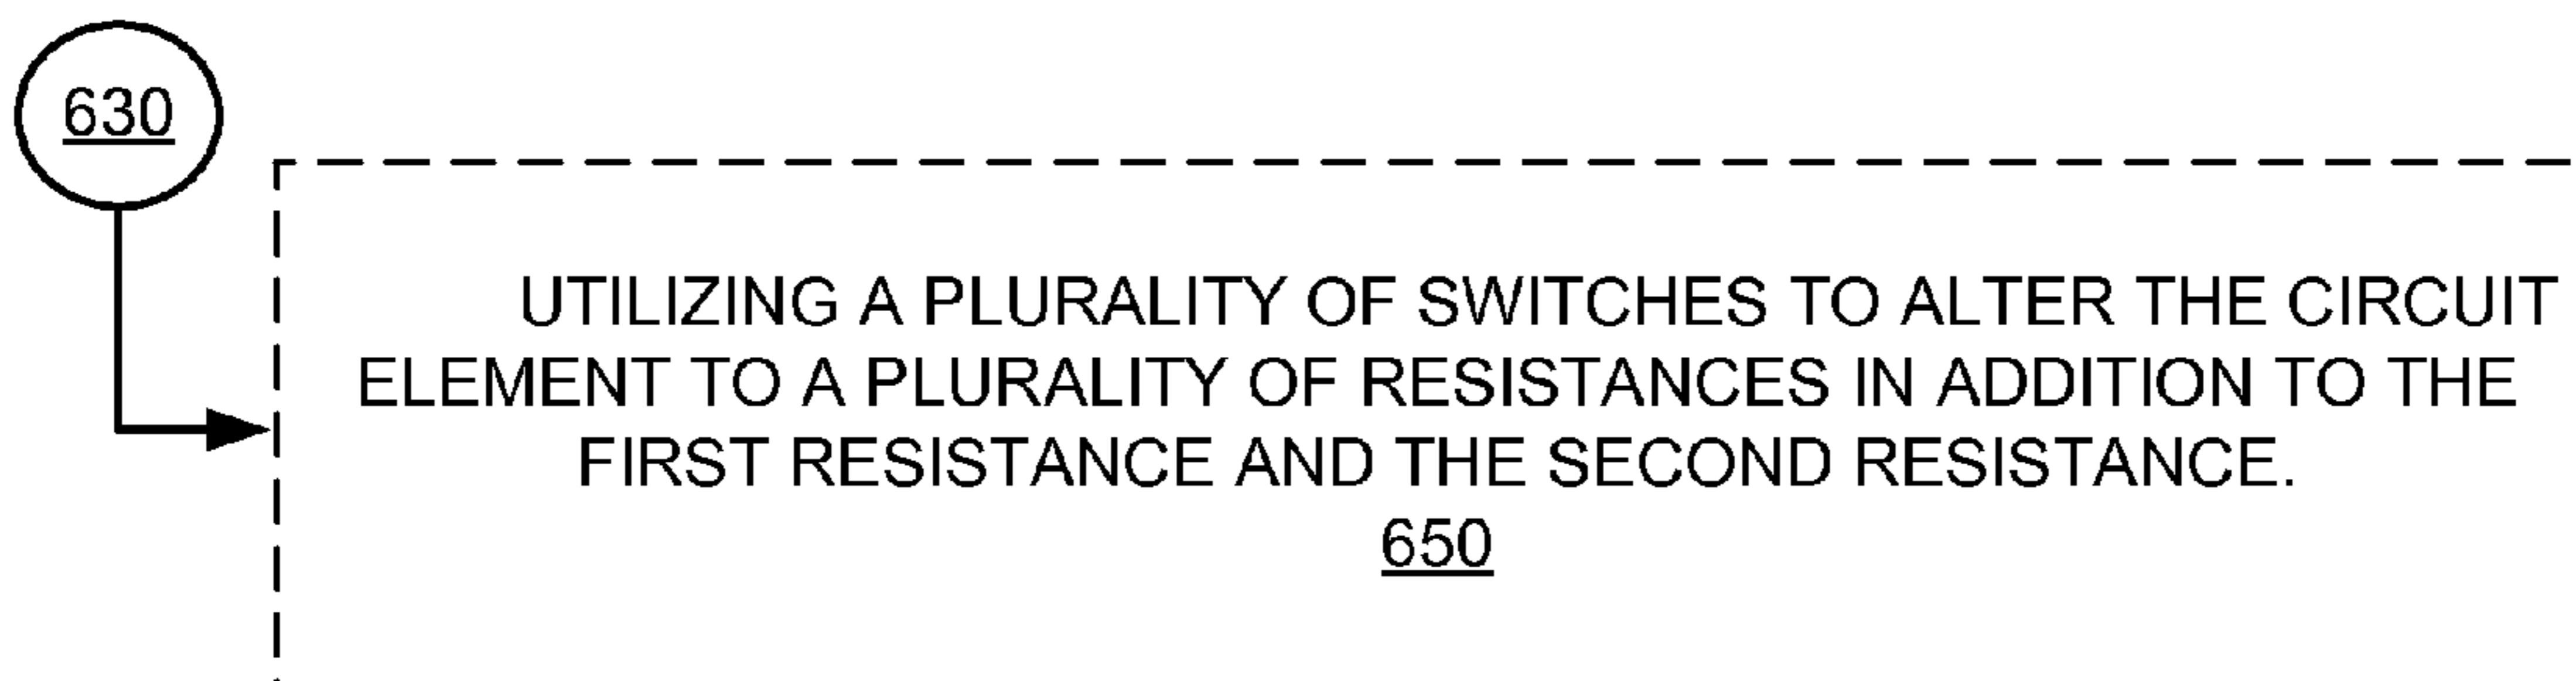 630
UTILIZING A PLURALITY OF SWITCHES TO ALTER THE CIRCUIT
ELEMENT TO A PLURALITY OF RESISTANCES IN ADDITION TO THE
FIRST RESISTANCE AND THE SECOND RESISTANCE.
650